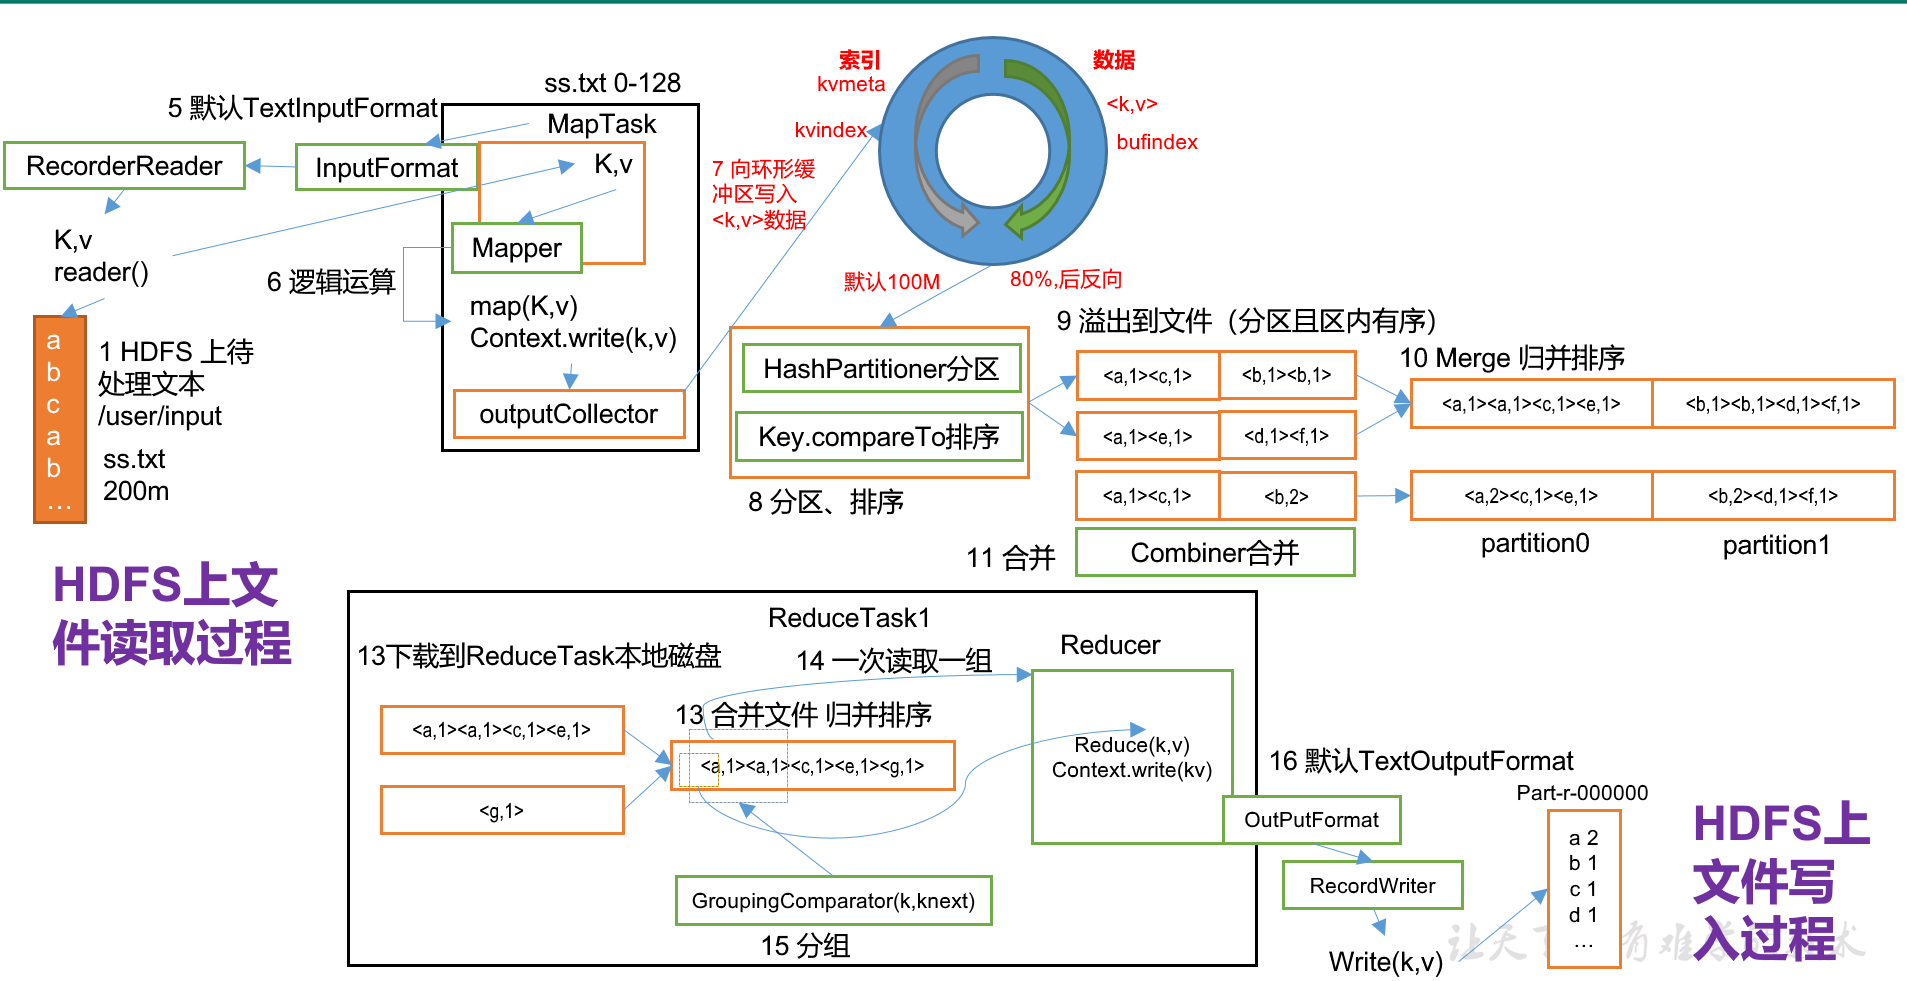 ss.txt 0-128
5 默认TextInputFormat
MapTask
RecorderReader
InputFormat
K,v
K,v
reader()
Mapper
6 逻辑运算
map(K,v)
Context.write(k,v)
outputCollector
a
b
c
a
b
…
1 HDFS 上待
处理文本
/user/input
ss.txt
200m
HDFS上文
件读取过程
7 向环形缓
冲区写入
<k,v>数据
索引
kvmeta
kvindex
数据
<k,v>
bufindex
默认100M
80%,后反向
HashPartitioner分区
Key.compareTo排序
8 分区、排序
9 溢出到文件（分区且区内有序）
<a,1><c,1>
<b,1><b,1>
<a,1><e,1>
<d,1><f,1>
<a,1><c,1>
<b,2>
11 合并
Combiner合并
10 Merge 归并排序
<a,1><a,1><c,1><e,1>
<b,1><b,1><d,1><f,1>
<a,2><c,1><e,1>
<b,2><d,1><f,1>
partition0
partition1
ReduceTask1
13下载到ReduceTask本地磁盘
<a,1><a,1><c,1><e,1>
<g,1>
13 合并文件 归并排序
<a,1><a,1><c,1><e,1><g,1>
14 一次读取一组
GroupingComparator(k,knext)
15 分组
Reducer
Reduce(k,v)
Context.write(kv)
16 默认TextOutputFormat
OutPutFormat
RecordWriter
Write(k,v)
Part-r-000000
a 2
b 1
c 1
d 1
…
HDFS上
文件写
入过程